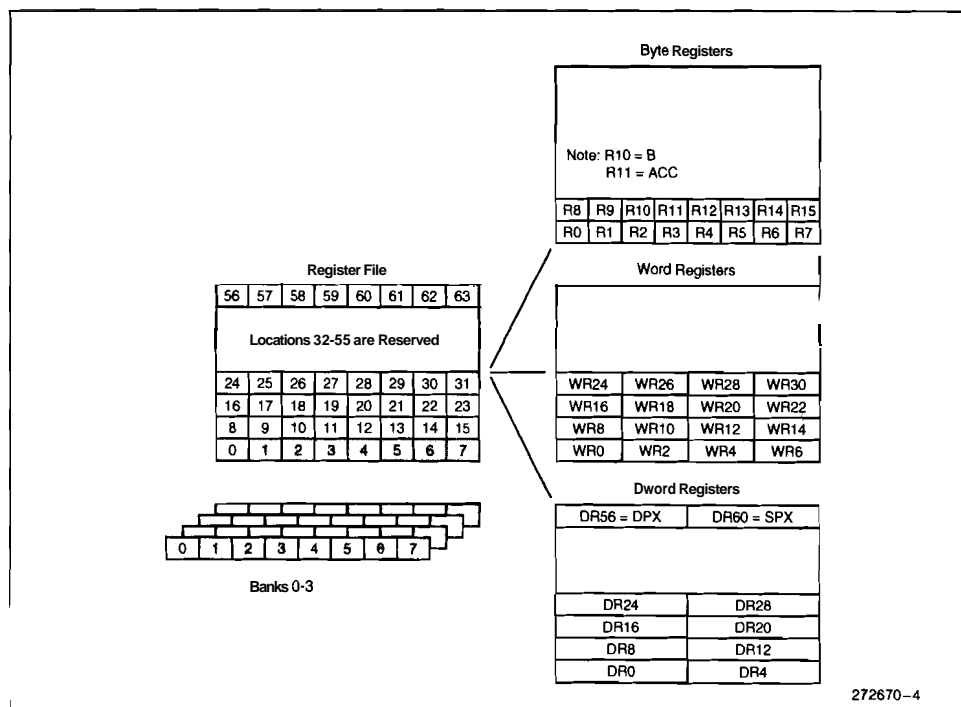 Byte Registers
Note: R10 = B
R11 = ACC
R8 R9 R10 R11 R12 R13 R14 R15
R0 R1 R2 R3 R4 R5 R6 R7
Register File
56 57 58 59 60 61 62 63
Locations 32-55 are Reserved
24 25 26 27 28 29 30 31
16 17 18 19 20 21 22 23
8 9 10 11 12 13 14 15
0 1 2 3 4 5 6 7
0 1 2 3 4 5 6 7
Banks 0-3
Word Registers
WR24 WR26 WR28 WR30
WR16 WR18 WR20 WR22
WR8 WR10 WR12 WR14
WR0 WR2 WR4 WR6
Dword Registers
DR56 = DPX DR60 = SPX
DR24 DR28
DR16 DR20
DR8 DR12
DR0 DR4
272670-4